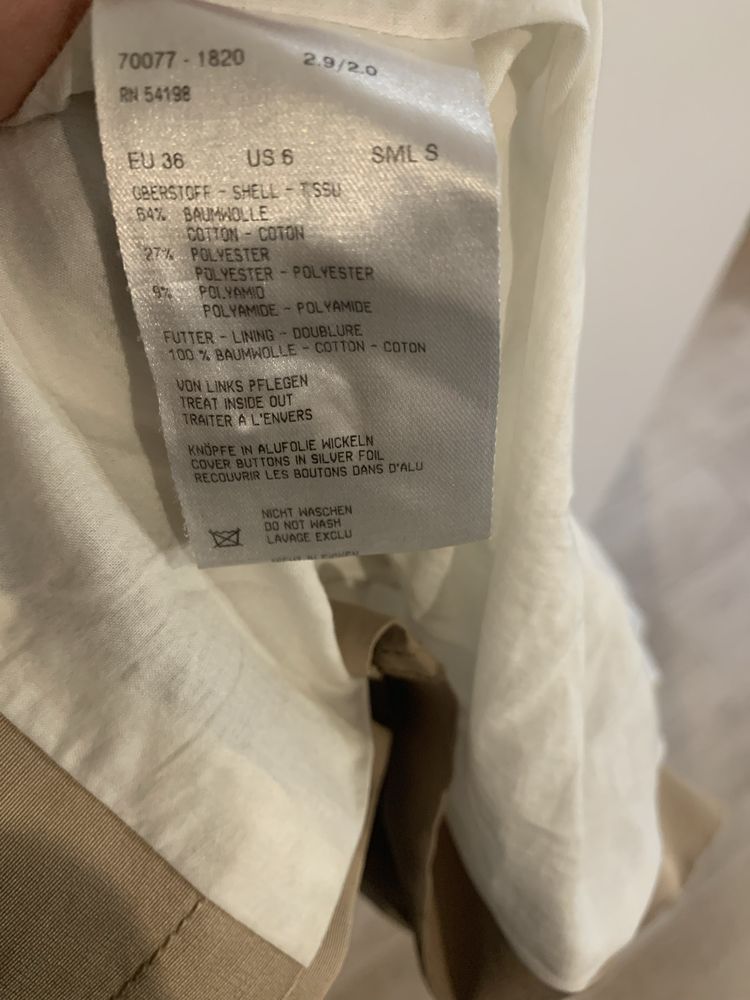 70077 - 1820 2.9/2.0
RN 54198
EU 36 US 6 SML S
OBERSTOFF - SHELL - TISSU
64% BAUMWOLLE
COTTON - COTON
27% POLYESTER
POLYESTER - POLYESTER
9% POLYAMID
POLYAMIDE - POLYAMIDE
FUTTER - LINING - DOUBLURE
100 % BAUMWOLLE - COTTON - COTON
VON LINKS PFLEGEN
TREAT INSIDE OUT
TRAITER A L'ENVERS
KNÖPFE IN ALUFOLIE WICKELN
COVER BUTTONS IN SILVER FOIL
RECOUVRIR LES BOUTONS DANS D'ALU
NICHT WASCHEN
DO NOT WASH
LAVAGE EXCLU